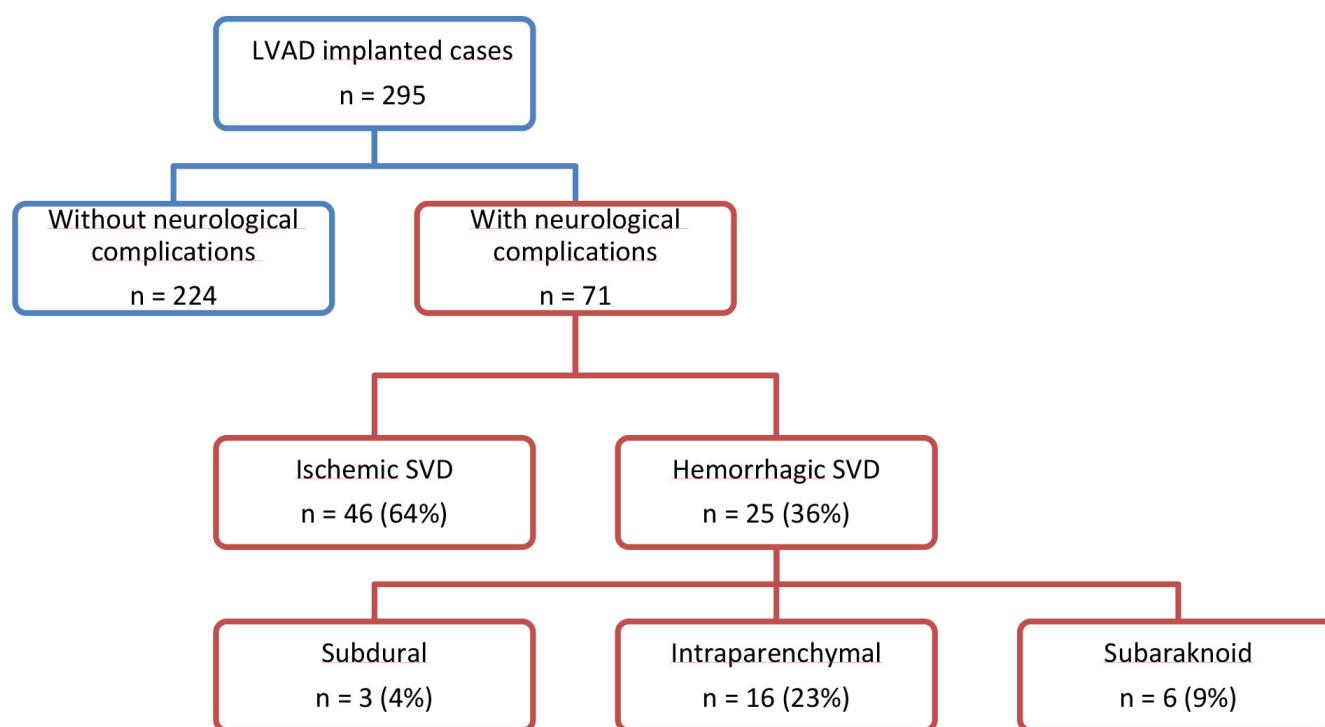 LVAD implanted cases
n = 295
Without neurological
complications
n = 224
With neurological
complications
n = 71
Ischemic SVD
n = 46 (64%)
Hemorrhagic SVD
n = 25 (36%)
Subdural
n = 3 (4%)
Intraparenchymal
n = 16 (23%)
Subaraknoid
n = 6 (9%)